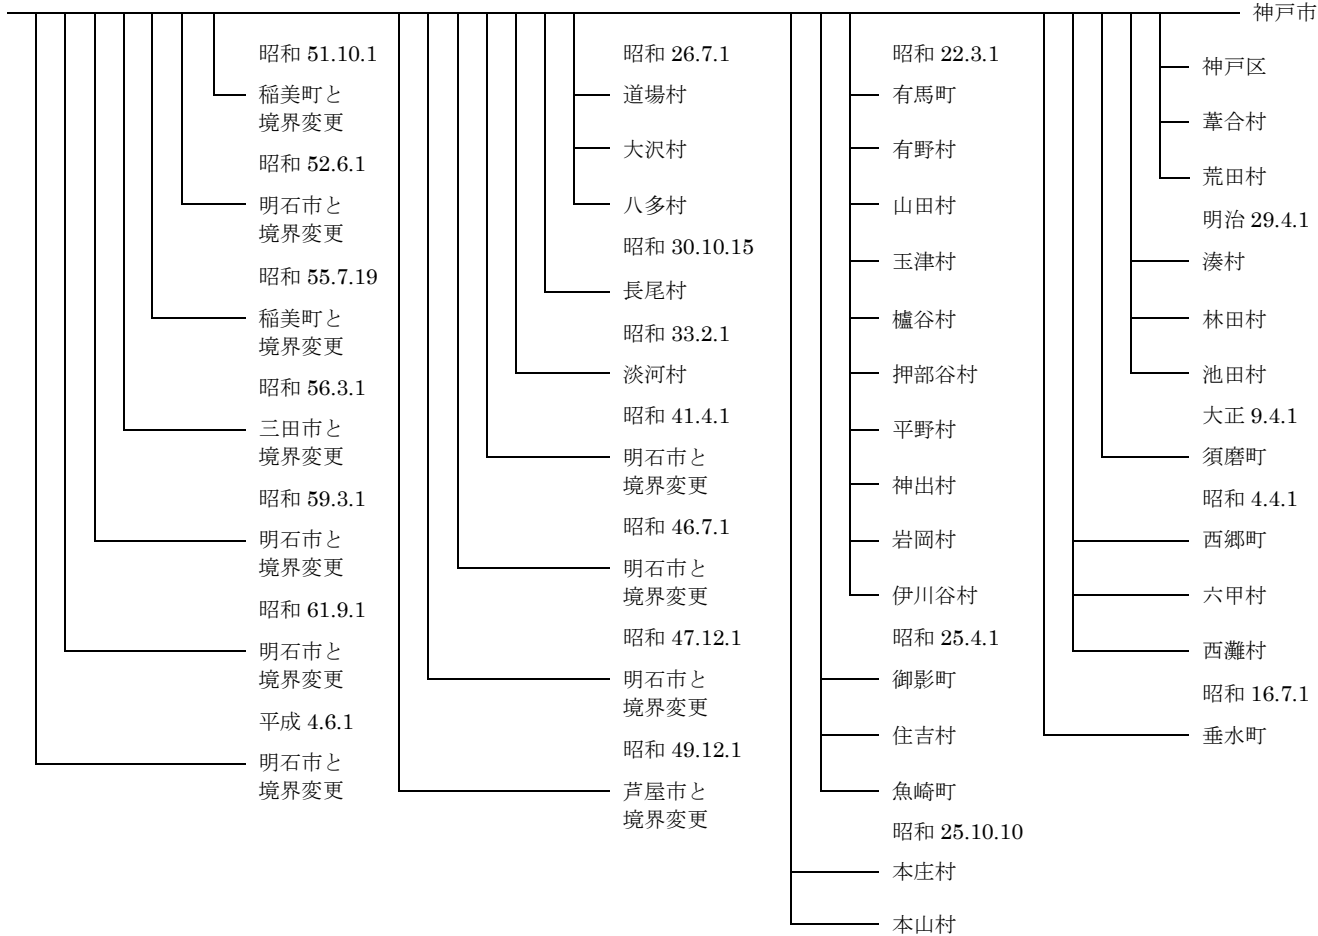 神戸市
神戸区
葺合村
荒田村
明治 29.4.1
湊村
林田村
池田村
大正 9.4.1
須磨町
昭和 4.4.1
西郷町
六甲村
西灘村
昭和 16.7.1
垂水町
昭和 22.3.1
有馬町
有野村
山田村
玉津村
櫨谷村
押部谷村
平野村
神出村
岩岡村
伊川谷村
昭和 25.4.1
御影町
住吉村
魚崎町
昭和 25.10.10
本庄村
本山村
昭和 26.7.1
道場村
大沢村
八多村
昭和 30.10.15
長尾村
昭和 33.2.1
淡河村
昭和 41.4.1
明石市と
境界変更
昭和 46.7.1
明石市と
境界変更
昭和 47.12.1
明石市と
境界変更
昭和 49.12.1
芦屋市と
境界変更
昭和 51.10.1
稲美町と
境界変更
昭和 52.6.1
明石市と
境界変更
昭和 55.7.19
稲美町と
境界変更
昭和 56.3.1
三田市と
境界変更
昭和 59.3.1
明石市と
境界変更
昭和 61.9.1
明石市と
境界変更
平成 4.6.1
明石市と
境界変更